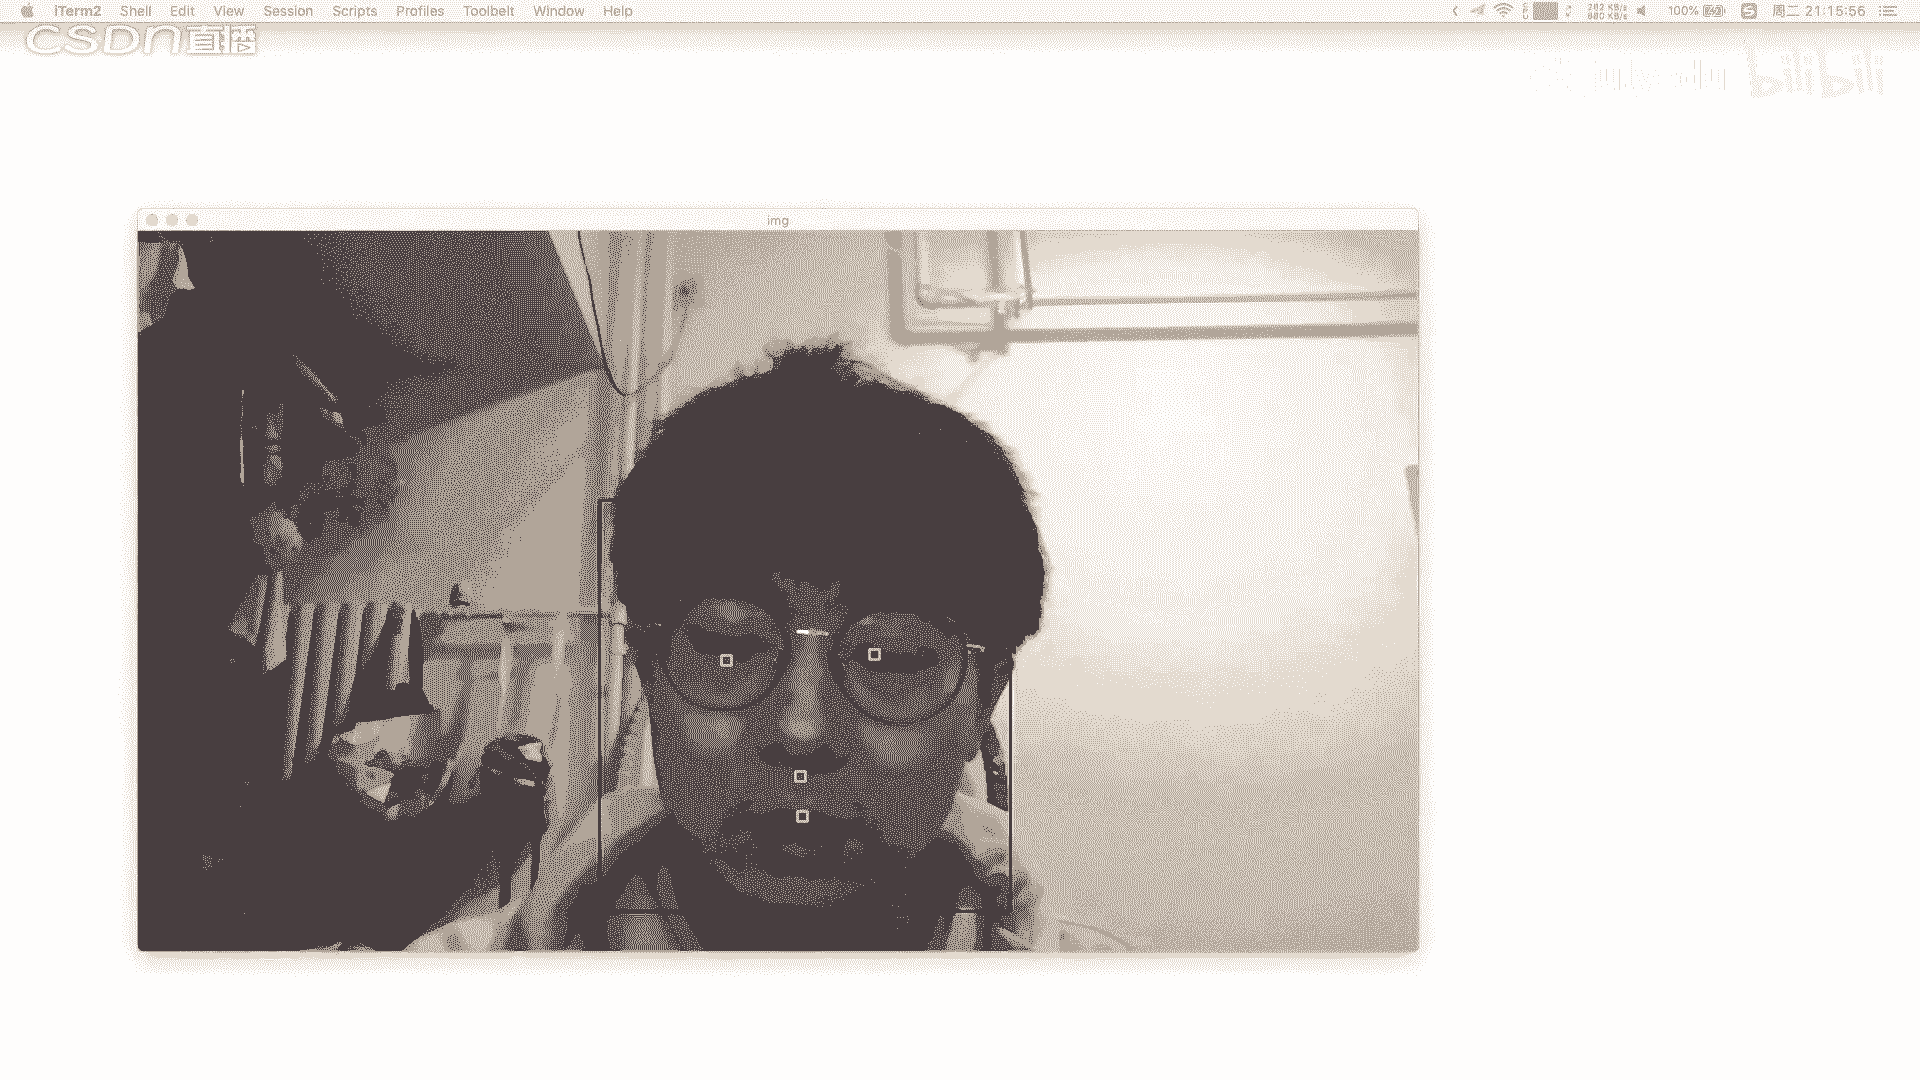 iTerm2 Shell Edit View Session Scripts Profiles Toolbelt Window Help
100% 周二 21:15:56
CSDN直播
bilibili
img